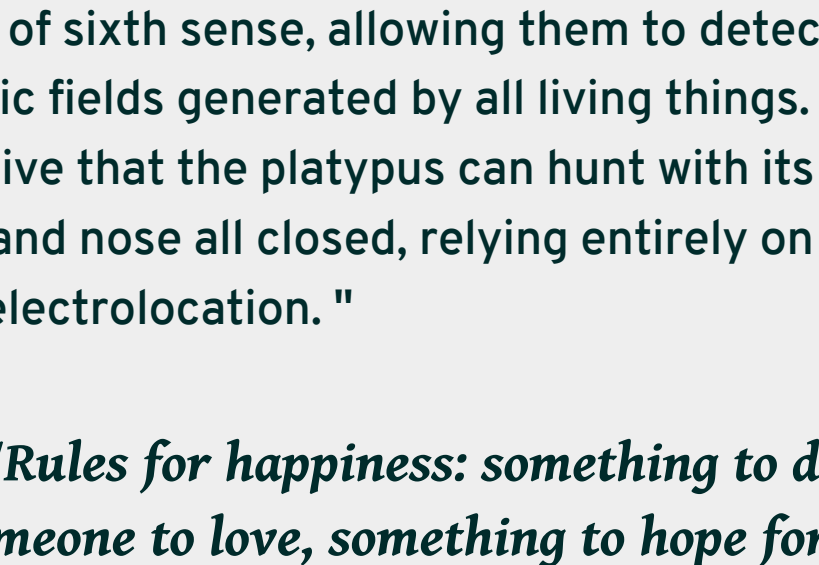 of sixth sense, allowing them to detec
ic fields generated by all living things.
ive that the platypus can hunt with its
and nose all closed, relying entirely on
electrolocation. "
"Rules for happiness: something to d
meone to love, something to hope for